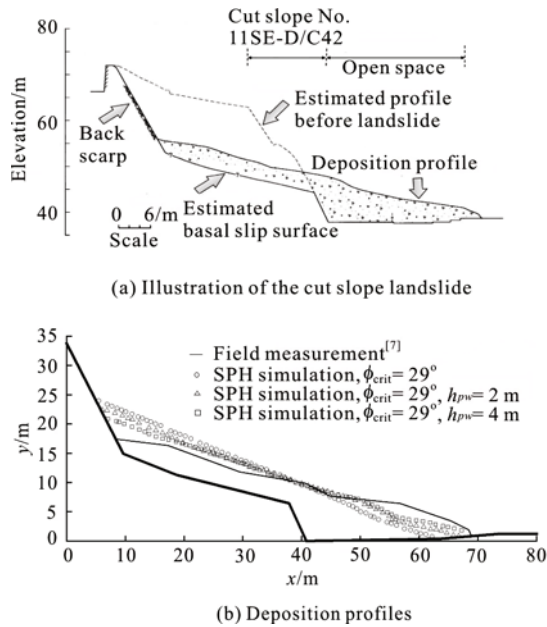 Cut slope No.
11SE-D/C42
Open space
80
Elevation/m
60
40
Estimated profile
before landslide
Back
scarp
Deposition profile
0 6/m
Scale
Estimated
basal slip surface
(a) Illustration of the cut slope landslide
35
30
25
20
15
10
5
0
y/m
— Field measurement[7]
○ SPH simulation, ϕcrit= 29°
△ SPH simulation, ϕcrit= 29°, hpw= 2 m
□ SPH simulation, ϕcrit= 29°, hpw= 4 m
0 10 20 30 40 50 60 70 80
x/m
(b) Deposition profiles